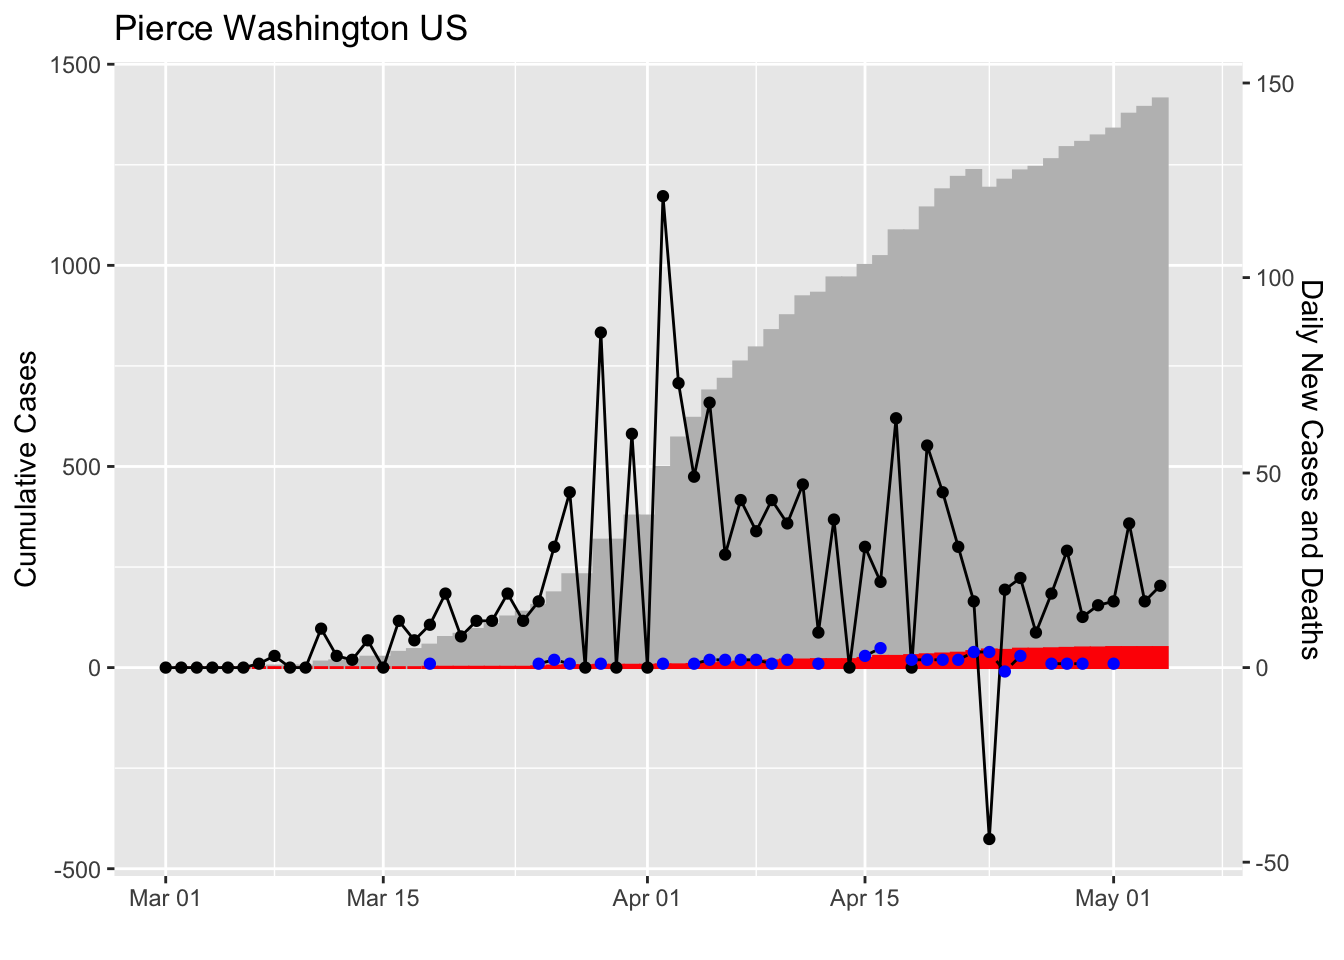 Pierce Washington US
1500
1000
500
0
-500
Cumulative Cases
150
100
50
0
-50
Daily New Cases and Deaths
Mar 01
Mar 15
Apr 01
Apr 15
May 01